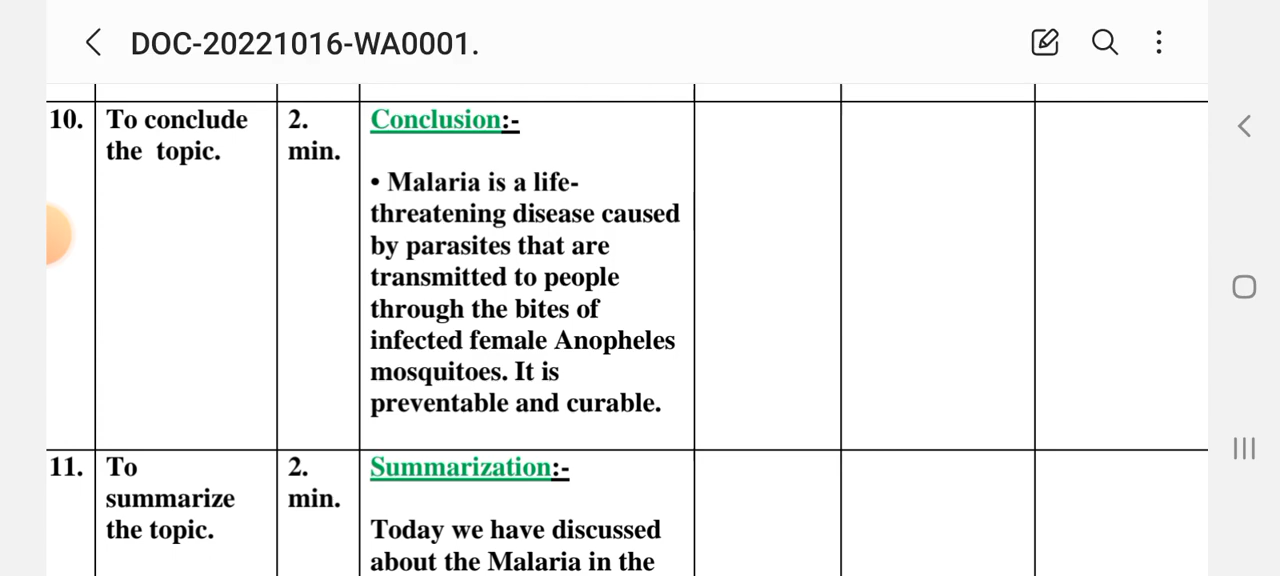 DOC-20221016-WA0001.
10. To conclude the  topic.
2. min.
Conclusion:-
• Malaria is a life-
threatening disease caused
by parasites that are
transmitted to people
through the bites of
infected female Anopheles
mosquitoes. It is
preventable and curable.
11. To summarize the topic.
2. min.
Summarization:-
Today we have discussed
about the Malaria in the